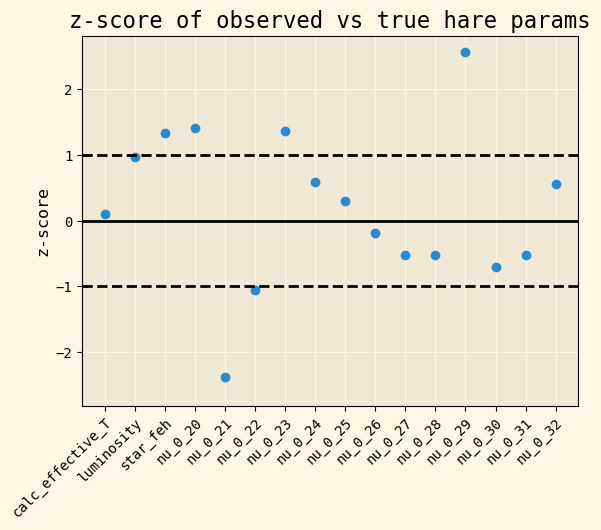 z-score of observed vs true hare params
z-score
2
1
0
−1
−2
calc_effective_T
luminosity
star_feh
nu_0_20
nu_0_21
nu_0_22
nu_0_23
nu_0_24
nu_0_25
nu_0_26
nu_0_27
nu_0_28
nu_0_29
nu_0_30
nu_0_31
nu_0_32